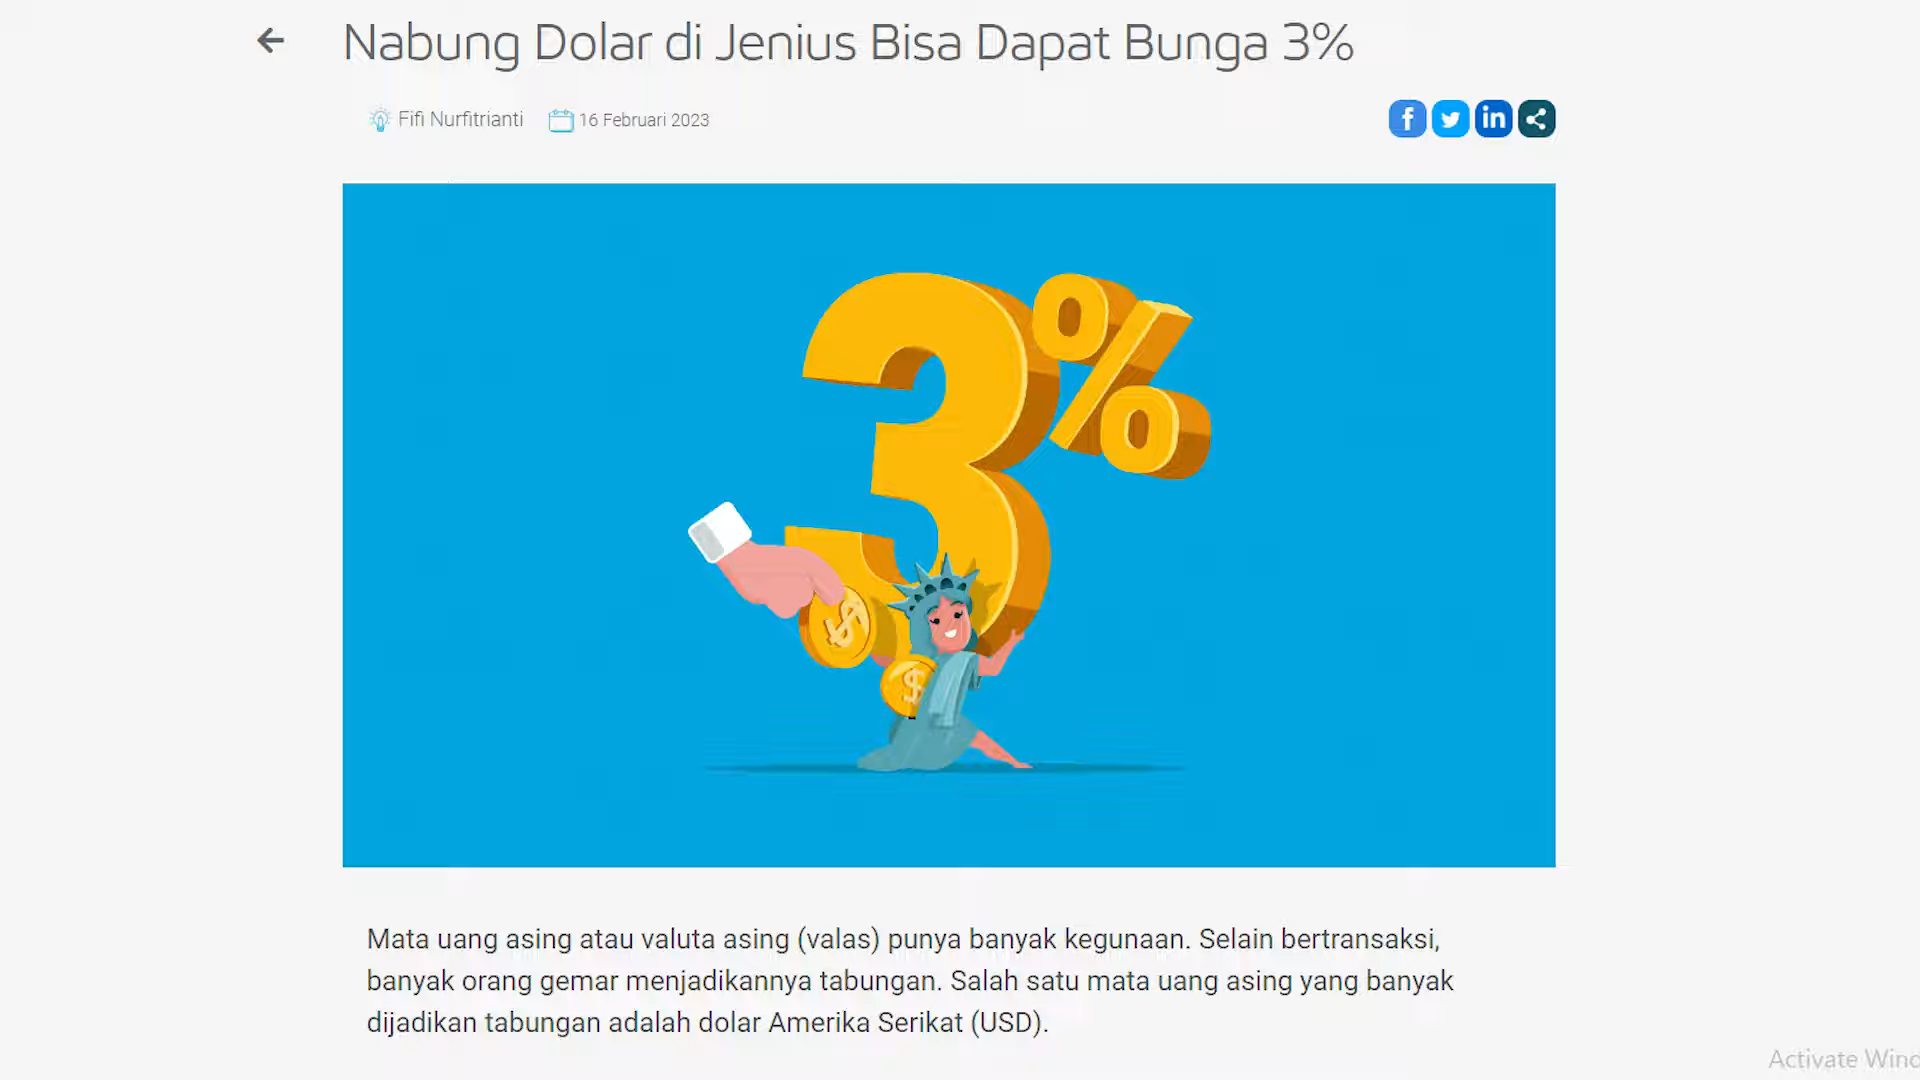 Nabung Dolar di Jenius Bisa Dapat Bunga 3%
Fifi Nurfitrianti 16 Februari 2023
3%
$
$
Mata uang asing atau valuta asing (valas) punya banyak kegunaan. Selain bertransaksi,
banyak orang gemar menjadikannya tabungan. Salah satu mata uang asing yang banyak
dijadikan tabungan adalah dolar Amerika Serikat (USD).
Activate